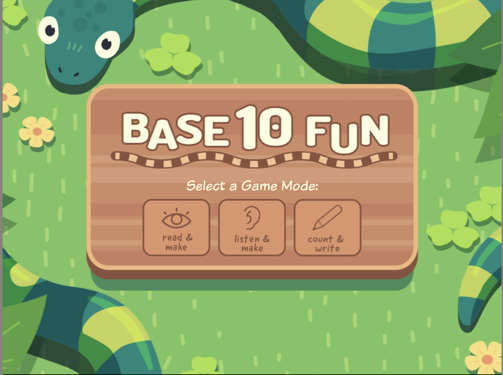 BASE 10 FUN
Select a Game Mode:
read &
make
listen &
make
count &
write